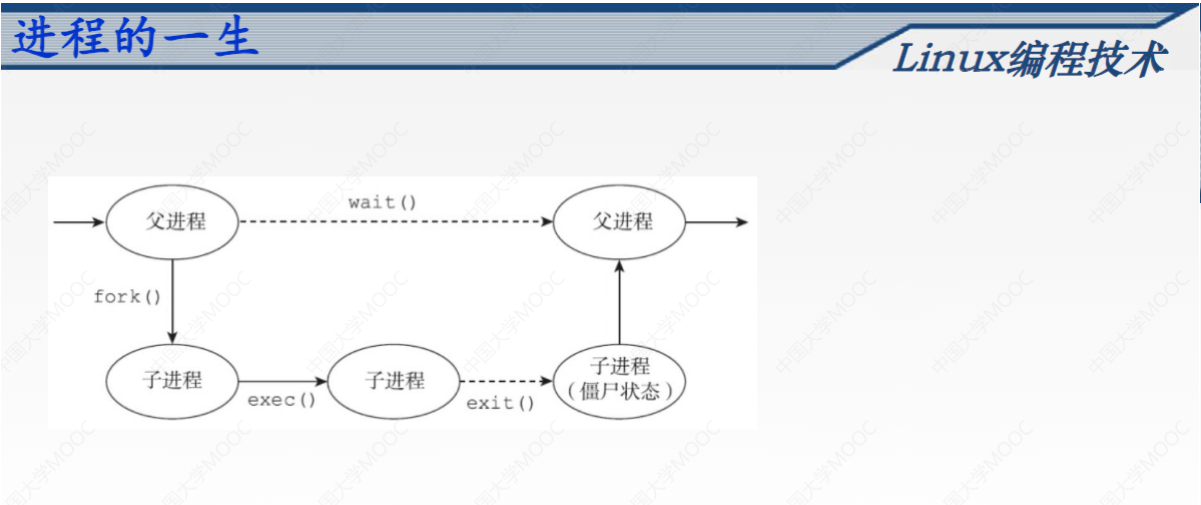 进程的一生
Linux编程技术
父进程
wait()
父进程
fork()
子进程
exec()
子进程
exit()
子进程
(僵尸状态)
中国大学MOOC